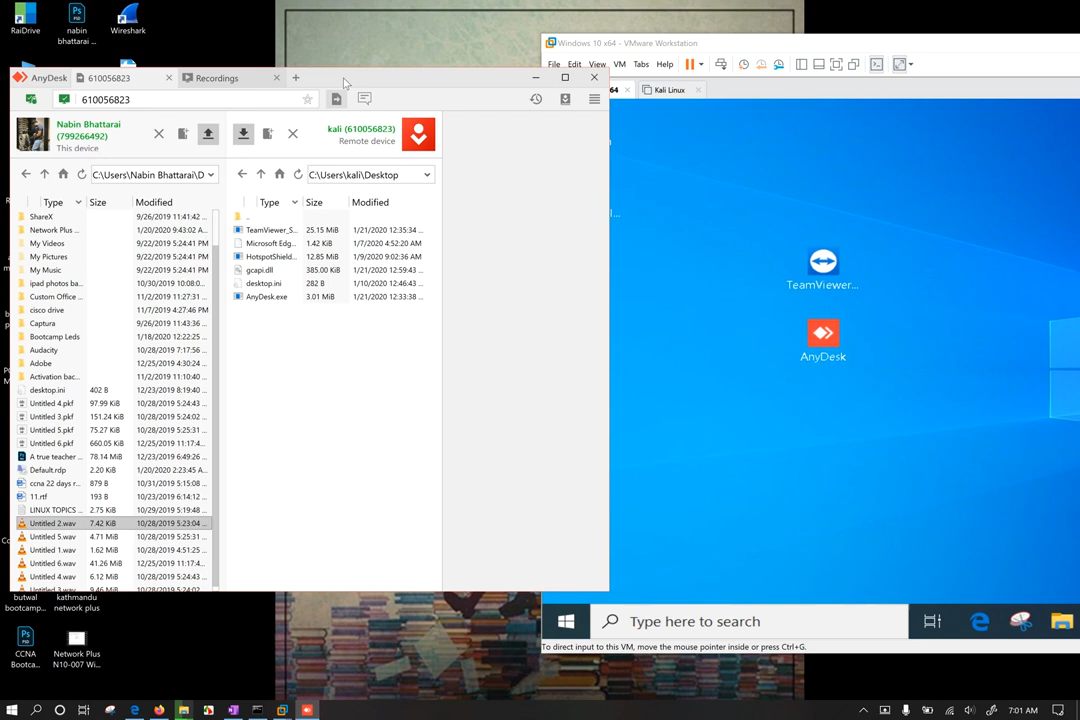 RaiDrive
nabin
bhattarai ...
Wireshark
AnyDesk
610056823
Recordings
610056823
Nabin Bhattarai
(799266492)
This device
kali (610056823)
Remote device
C:\Users\Nabin Bhattarai\D
C:\Users\kali\Desktop
Type Size Modified
ShareX 9/26/2019 11:41:42 ...
Network Plus ... 1/20/2020 9:43:02 A...
My Videos 9/22/2019 5:24:41 PM
My Pictures 9/22/2019 5:24:41 PM
My Music 9/22/2019 5:24:41 PM
ipad photos ba... 10/30/2019 10:08:0...
Custom Office ... 11/2/2019 11:27:31 ...
cisco drive 11/7/2019 4:27:46 PM
Captura 9/26/2019 11:43:36 ...
Bootcamp Leds 1/18/2020 12:22:25 ...
Audacity 10/28/2019 7:17:56 ...
Adobe 12/25/2019 4:30:24 ...
Activation bac... 11/2/2019 11:10:40 ...
desktop.ini 402 B 12/23/2019 8:19:40 ...
Untitled 4.pkf 97.99 KiB 10/28/2019 5:24:43 ...
Untitled 3.pkf 151.24 KiB 10/28/2019 5:24:02 ...
Untitled 5.pkf 75.27 KiB 10/28/2019 5:25:31 ...
Untitled 6.pkf 660.05 KiB 12/25/2019 11:17:4...
A true teacher ... 78.14 MiB 12/23/2019 6:49:26 ...
Default.rdp 2.20 KiB 1/20/2020 2:23:45 A...
ccna 22 days r... 879 B 10/31/2019 5:15:08 ...
11.rtf 193 B 10/23/2019 6:14:12 ...
LINUX TOPICS ... 2.75 KiB 10/29/2019 5:19:48 ...
Untitled 2.wav 7.42 KiB 10/28/2019 5:23:04 ...
Untitled 5.wav 4.71 MiB 10/28/2019 5:25:31 ...
Untitled 1.wav 1.62 MiB 10/28/2019 4:51:25 ...
Untitled 6.wav 41.26 MiB 12/25/2019 11:17:4...
Untitled 4.wav 6.12 MiB 10/28/2019 5:24:43 ...
Untitled 3.wav 9.46 MiB 10/28/2019 5:24:02 ...
Type Size Modified
..
TeamViewer_S... 25.15 MiB 1/21/2020 12:35:34 ...
Microsoft Edg... 1.42 KiB 1/7/2020 4:52:20 AM
HotspotShield... 12.85 MiB 1/9/2020 9:02:36 AM
gcapi.dll 385.00 KiB 1/21/2020 12:59:43 ...
desktop.ini 282 B 1/10/2020 12:46:43 ...
AnyDesk.exe 3.01 MiB 1/21/2020 12:33:38 ...
Windows 10 x64 - VMware Workstation
File Edit View VM Tabs Help
64
Kali Linux
TeamViewer...
AnyDesk
Type here to search
To direct input to this VM, move the mouse pointer inside or press Ctrl+G.
butwal
bootcamp...
kathmandu
network plus
CCNA
Bootca...
Network Plus
N10-007 Wi...
7:01 AM